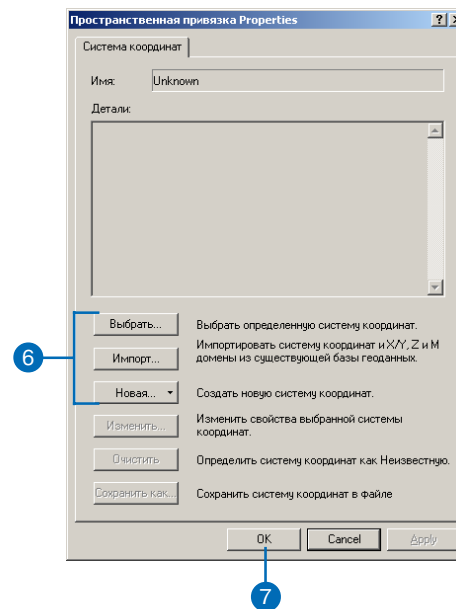 Пространственная привязка Properties
Система координат
Имя: Unknown
Детали:
Выбрать... Выбрать определенную систему координат.
Импорт... Импортировать систему координат и X/Y, Z и M
домены из существующей базы геоданных.
Новая... Создать новую систему координат.
Изменить... Изменить свойства выбранной системы
координат.
Очистить Определить систему координат как Неизвестную.
Сохранить как... Сохранить систему координат в файле
6
OK Cancel Apply
7